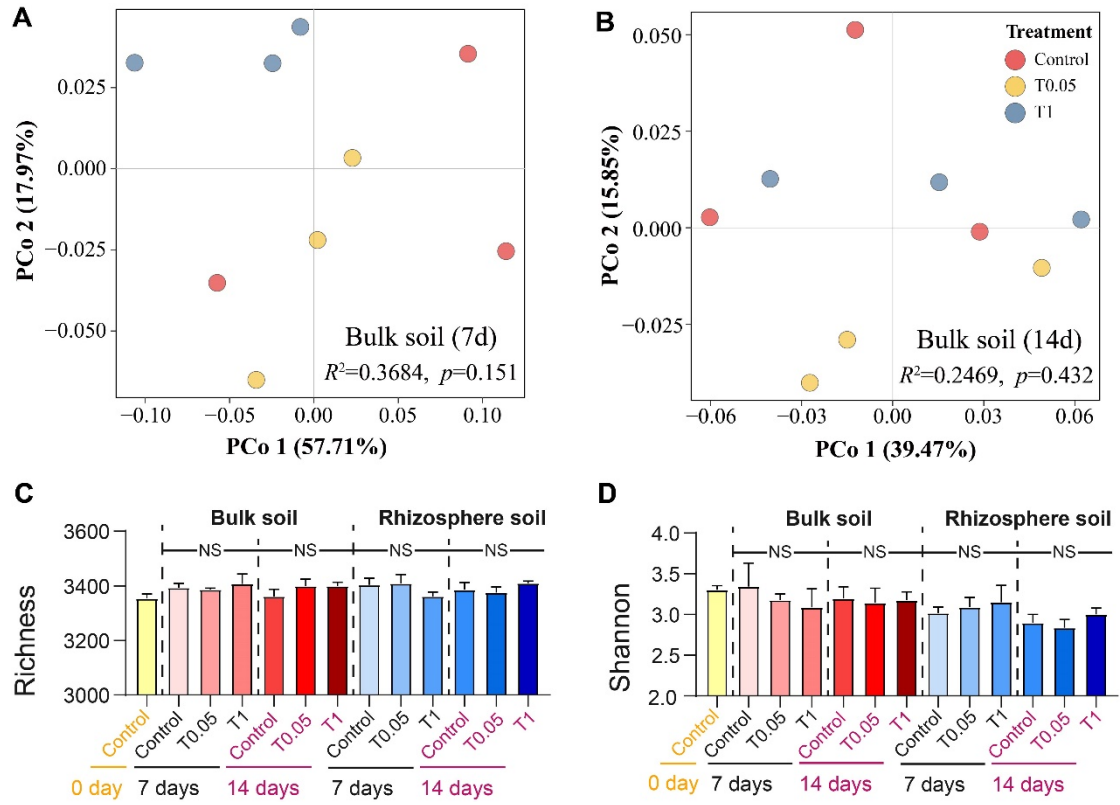 A
0.025
0.000
−0.025
−0.050
PCo 2 (17.97%)
Bulk soil (7d)
R²=0.3684, p=0.151
−0.10 −0.05 0.00 0.05 0.10
PCo 1 (57.71%)
B
0.050
0.025
0.000
−0.025
PCo 2 (15.85%)
Treatment
Control
T0.05
T1
Bulk soil (14d)
R²=0.2469, p=0.432
−0.06 −0.03 0.00 0.03 0.06
PCo 1 (39.47%)
C
Bulk soil Rhizosphere soil
NS NS NS NS
3600
3400
3200
3000
Richness
Control Control T0.05 T1 Control T0.05 T1 Control T0.05 T1 Control T0.05 T1
0 day 7 days 14 days 7 days 14 days
D
Bulk soil Rhizosphere soil
NS NS NS NS
4.0
3.5
3.0
2.5
2.0
Shannon
Control Control T0.05 T1 Control T0.05 T1 Control T0.05 T1 Control T0.05 T1
0 day 7 days 14 days 7 days 14 days